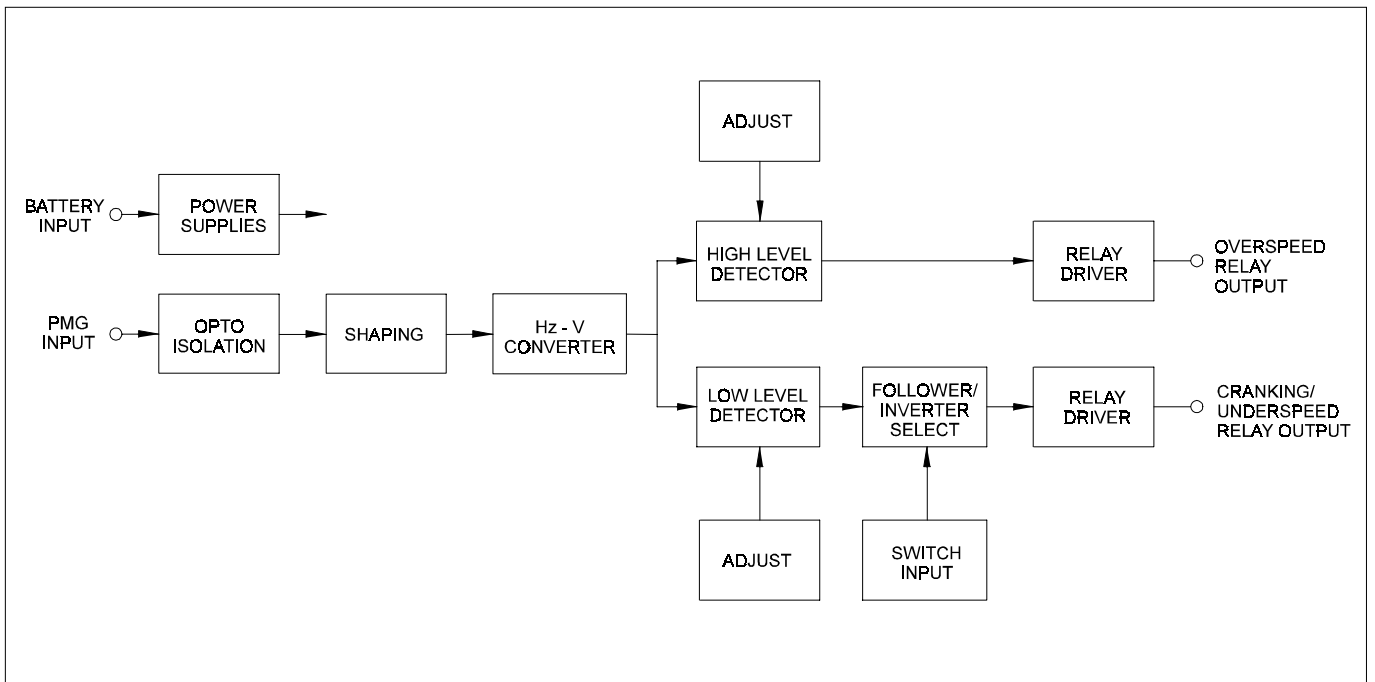 ADJUST
BATTERY
INPUT
POWER
SUPPLIES
HIGH LEVEL
DETECTOR
RELAY
DRIVER
OVERSPEED
RELAY
OUTPUT
PMG
INPUT
OPTO
ISOLATION
SHAPING
Hz - V
CONVERTER
LOW LEVEL
DETECTOR
FOLLOWER/
INVERTER
SELECT
RELAY
DRIVER
CRANKING/
UNDERSPEED
RELAY OUTPUT
ADJUST
SWITCH
INPUT